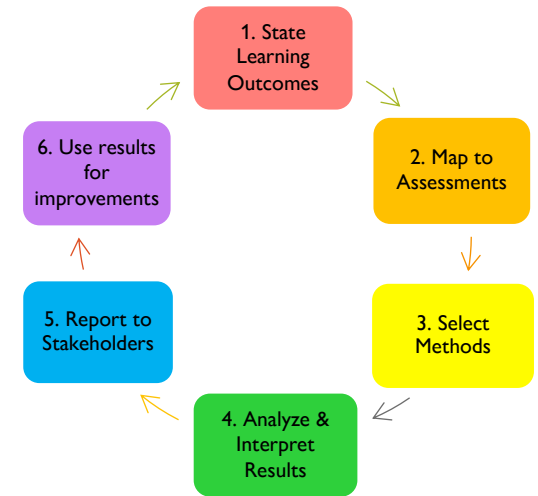 1. State
Learning
Outcomes
2. Map to
Assessments
3. Select
Methods
4. Analyze &
Interpret
Results
5. Report to
Stakeholders
6. Use results
for
improvements